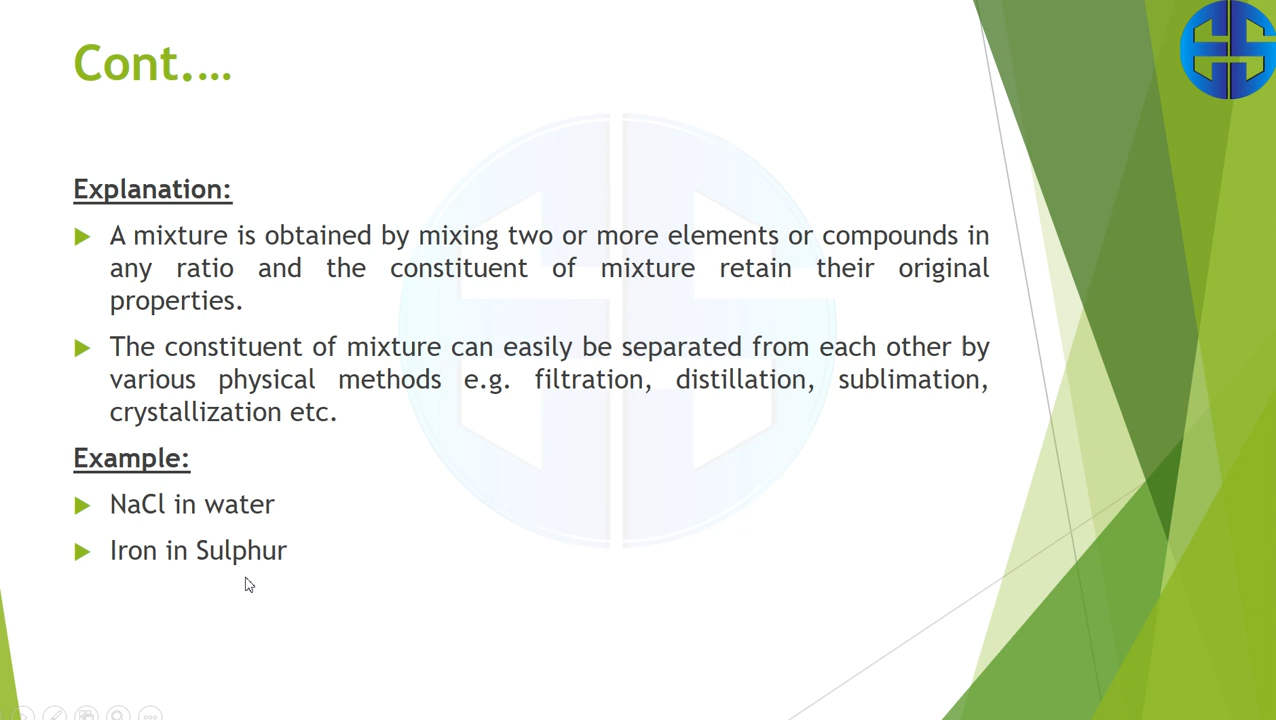 Cont.…
Explanation:
A mixture is obtained by mixing two or more elements or compounds in
any ratio and the constituent of mixture retain their original
properties.
The constituent of mixture can easily be separated from each other by
various physical methods e.g. filtration, distillation, sublimation,
crystallization etc.
Example:
NaCl in water
Iron in Sulphur